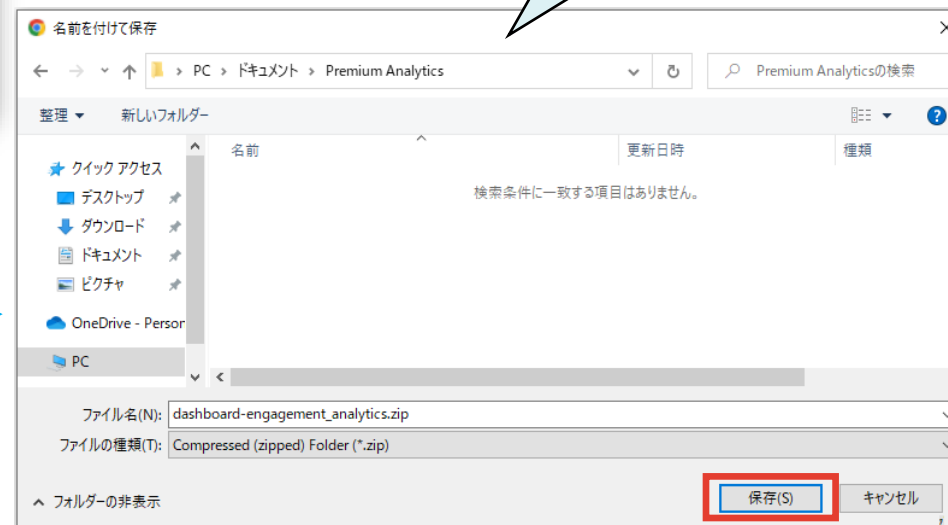 名前を付けて保存
PC › ドキュメント › Premium Analytics
Premium Analyticsの検索
整理
新しいフォルダー
名前
更新日時
種類
検索条件に一致する項目はありません。
クイック アクセス
デスクトップ
ダウンロード
ドキュメント
ピクチャ
OneDrive - Person
PC
ファイル名(N): dashboard-engagement_analytics.zip
ファイルの種類(T): Compressed (zipped) Folder (*.zip)
フォルダーの非表示
保存(S)
キャンセル